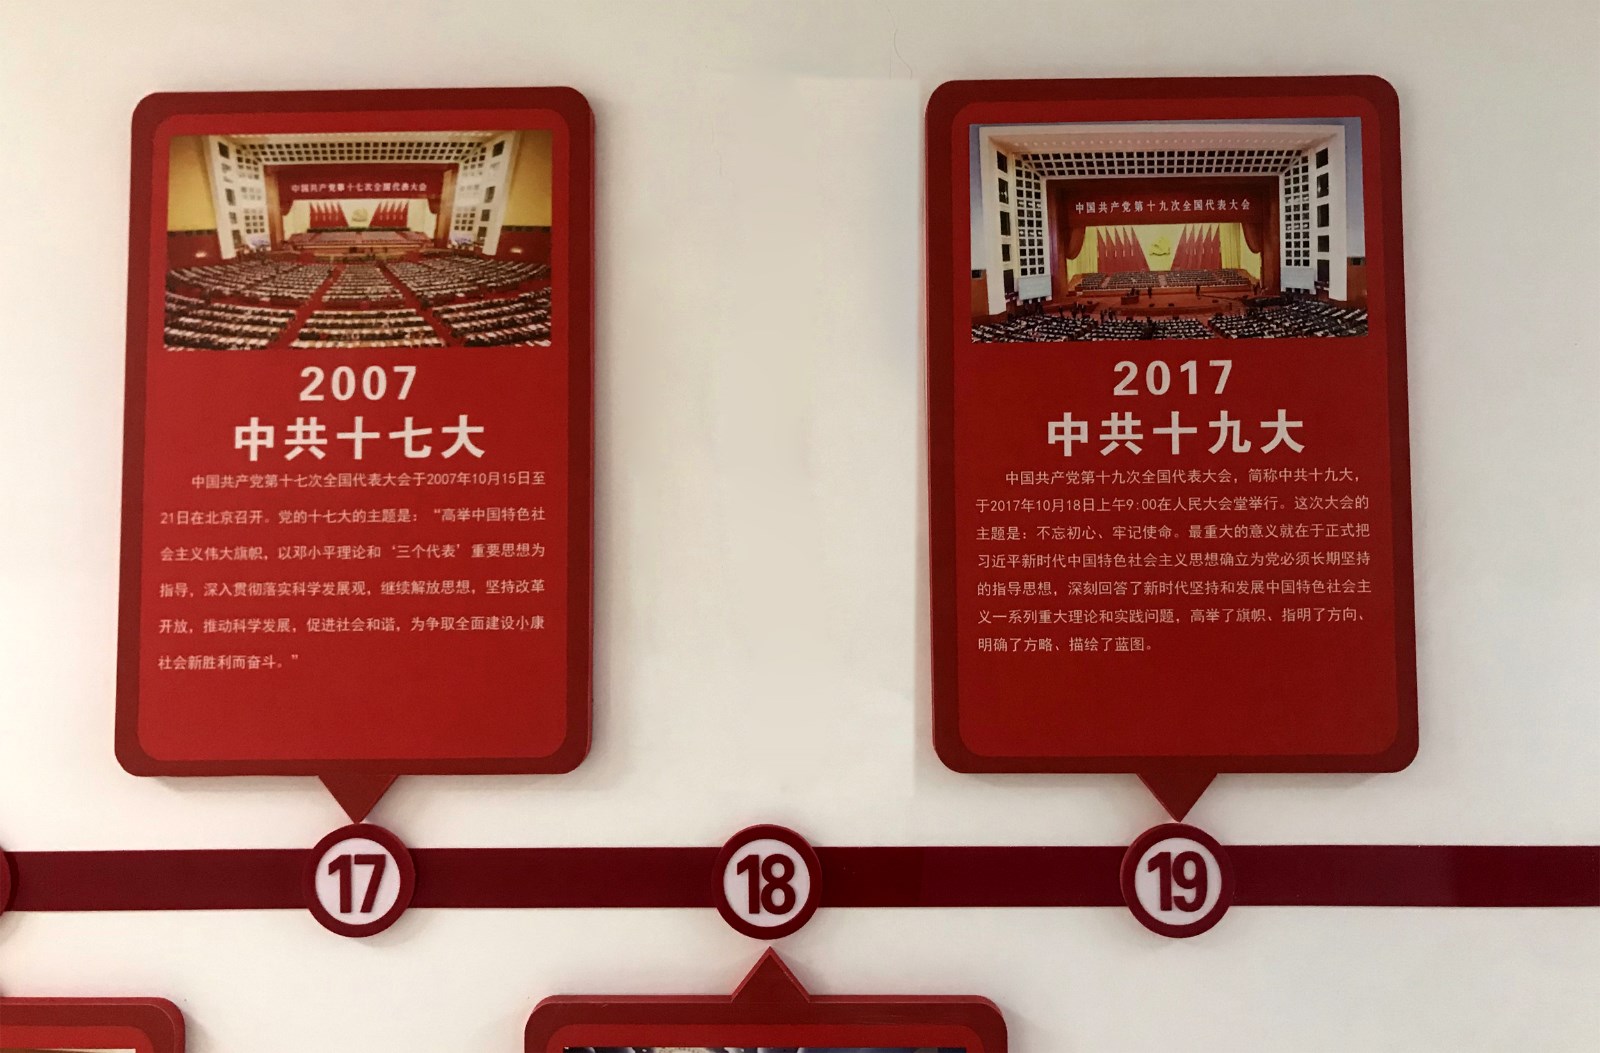 中国共产党第十七次全国代表大会
2007
中共十七大
中国共产党第十七次全国代表大会于2007年10月15日至
21日在北京召开。党的十七大的主题是：“高举中国特色社
会主义伟大旗帜，以邓小平理论和‘三个代表’重要思想为
指导，深入贯彻落实科学发展观，继续解放思想，坚持改革
开放，推动科学发展，促进社会和谐，为争取全面建设小康
社会新胜利而奋斗。”
中国共产党第十九次全国代表大会
2017
中共十九大
中国共产党第十九次全国代表大会，简称中共十九大，
于2017年10月18日上午9:00在人民大会堂举行。这次大会的
主题是：不忘初心、牢记使命。最重大的意义就在于正式把
习近平新时代中国特色社会主义思想确立为党必须长期坚持
的指导思想，深刻回答了新时代坚持和发展中国特色社会主
义一系列重大理论和实践问题，高举了旗帜、指明了方向、
明确了方略、描绘了蓝图。
17
18
19